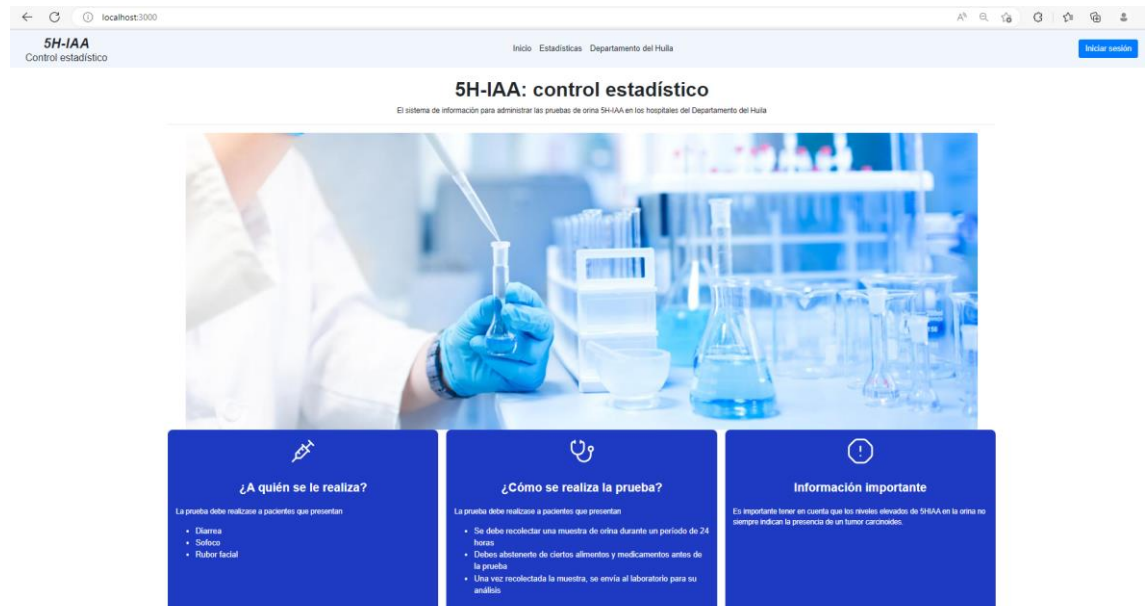 localhost:3000
5H-IAA
Control estadístico
Inicio Estadísticas Departamento del Huila
Iniciar sesión
5H-IAA: control estadístico
El sistema de información para administrar las pruebas de orina 5H-IAA en los hospitales del Departamento del Huila
¿A quién se le realiza?
La prueba debe realizase a pacientes que presentan
Diarrea
Sofoco
Rubor facial
¿Cómo se realiza la prueba?
La prueba debe realizase a pacientes que presentan
Se debe recolectar una muestra de orina durante un período de 24
horas
Debes abstenerte de ciertos alimentos y medicamentos antes de
la prueba
Una vez recolectada la muestra, se envía al laboratorio para su
análisis
Información importante
Es importante tener en cuenta que los niveles elevados de 5HIAA en la orina no
siempre indican la presencia de un tumor carcinoides.